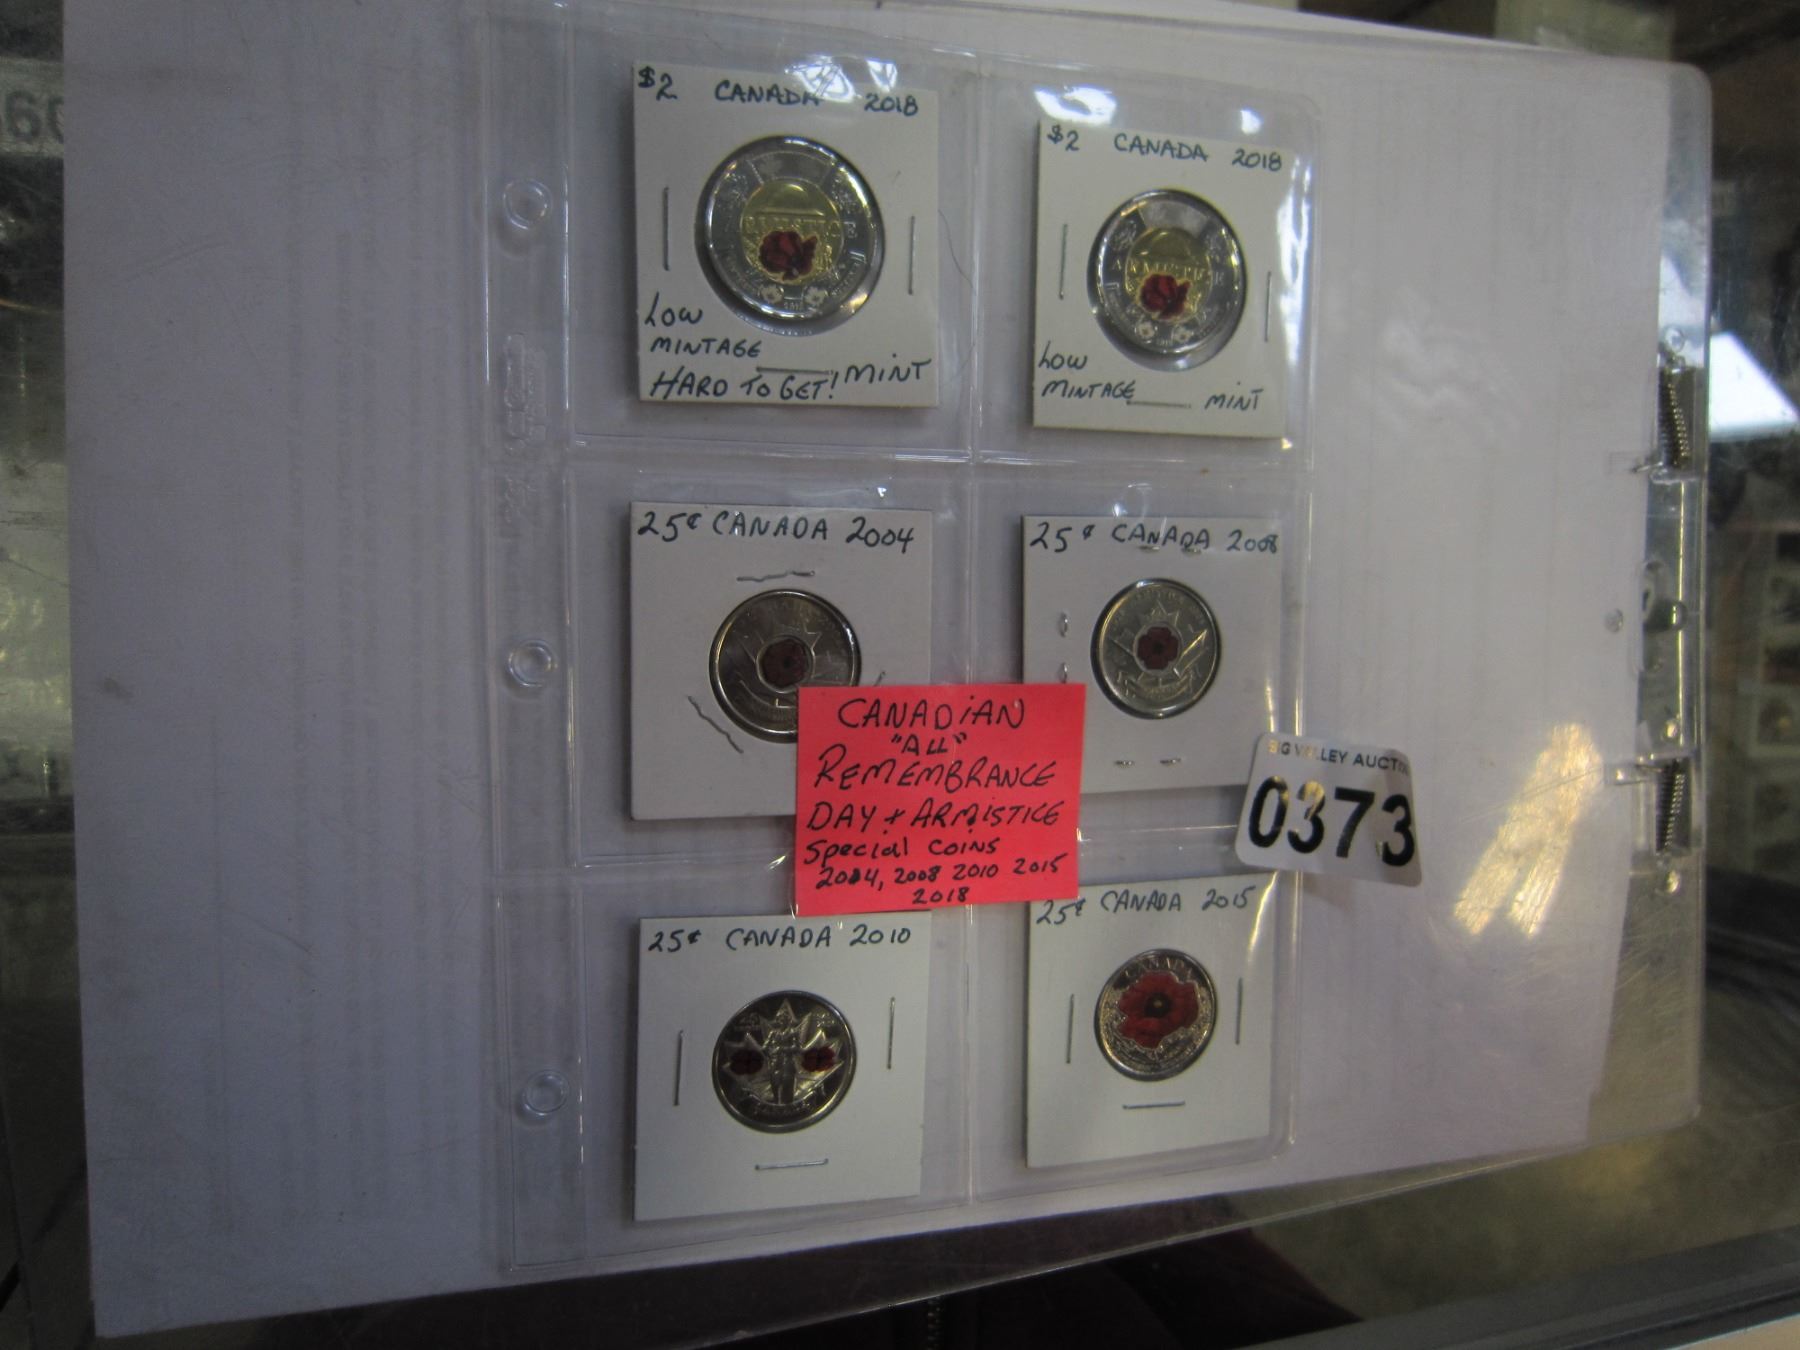 $2 CANADA 2018
LOW
MINTAGE
HARD TO GET! MINT
$2 CANADA 2018
LOW
MINTAGE MINT
25¢ CANADA 2004
25¢ CANADA 2008
CANADIAN
"ALL"
REMEMBRANCE
DAY + ARMISTICE
Special COINS
2004, 2008 2010 2015
2018
BIG VALLEY AUCTION
0373
25¢ CANADA 2010
25¢ CANADA 2015
CANADA